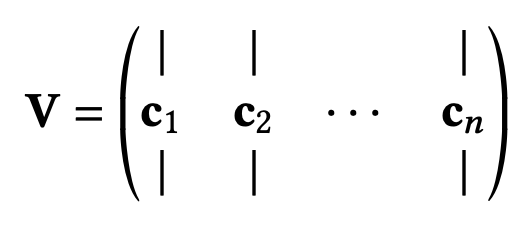 | | |
V = ( c₁ c₂ ··· cₙ )
| | |